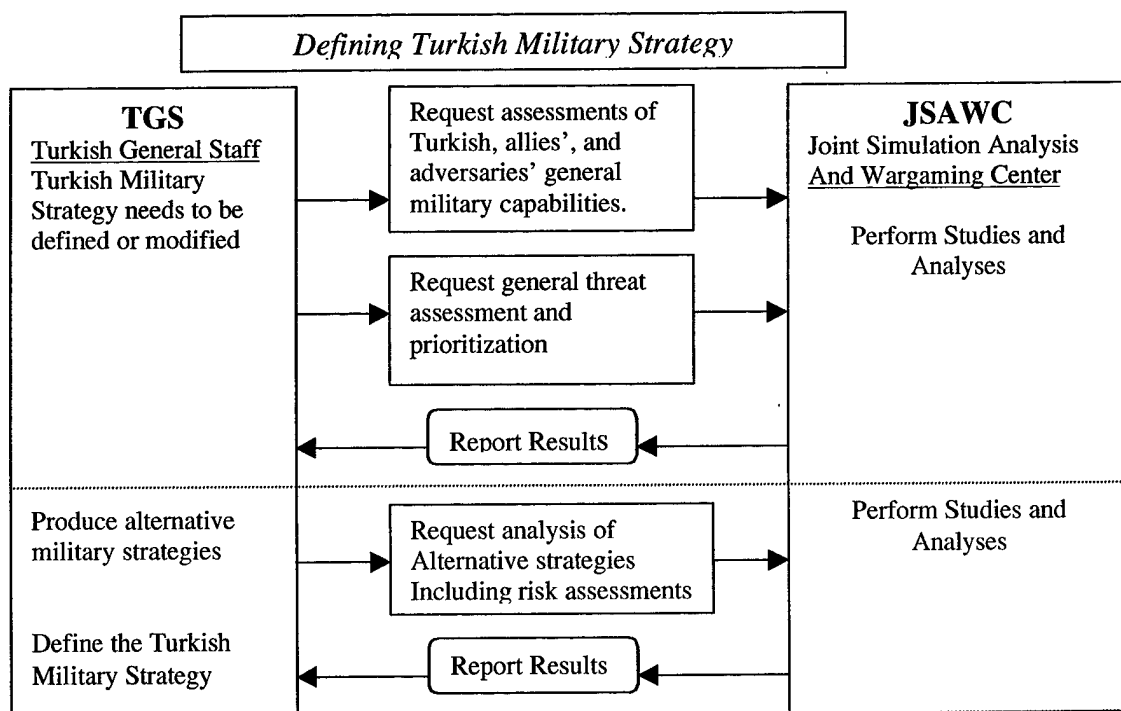 Defining Turkish Military Strategy
TGS
Turkish General Staff
Turkish Military
Strategy needs to be
defined or modified
Request assessments of
Turkish, allies', and
adversaries' general
military capabilities.
JSAWC
Joint Simulation Analysis
And Wargaming Center
Perform Studies and
Analyses
Request general threat
assessment and
prioritization
Report Results
Produce alternative
military strategies
Request analysis of
Alternative strategies
Including risk assessments
Perform Studies and
Analyses
Define the Turkish
Military Strategy
Report Results